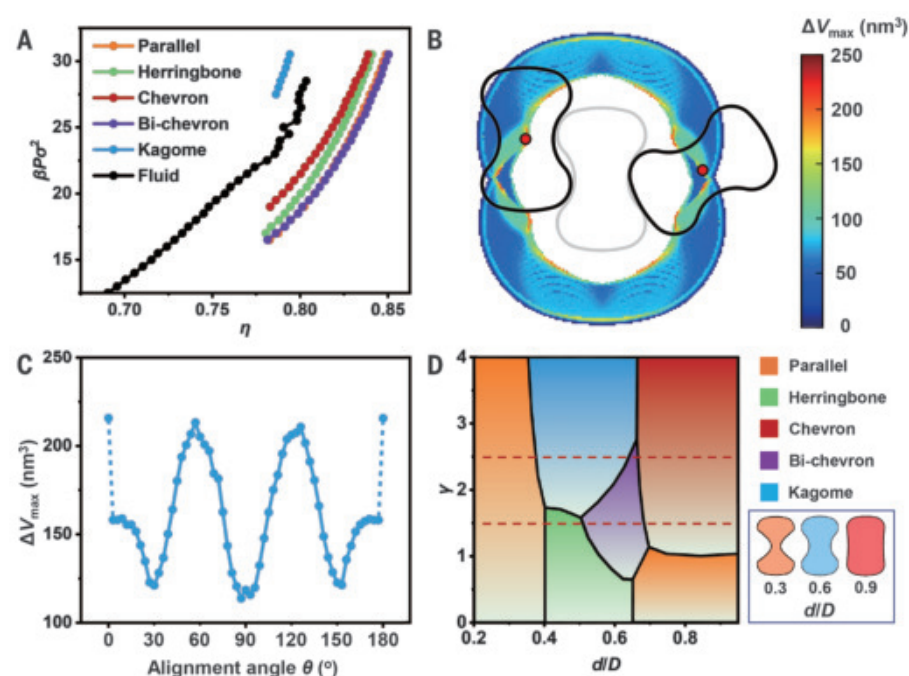 A
Parallel
Herringbone
Chevron
Bi-chevron
Kagome
Fluid
βPσ²
30
25
20
15
0.70
0.75
0.80
0.85
η
B
ΔVmax (nm³)
250
200
150
100
50
0
C
ΔVmax (nm³)
250
200
150
100
0
30
60
90
120
150
180
Alignment angle θ (°)
D
γ
4
3
2
1
0
0.2
0.4
0.6
0.8
d/D
Parallel
Herringbone
Chevron
Bi-chevron
Kagome
0.3 0.6 0.9
d/D